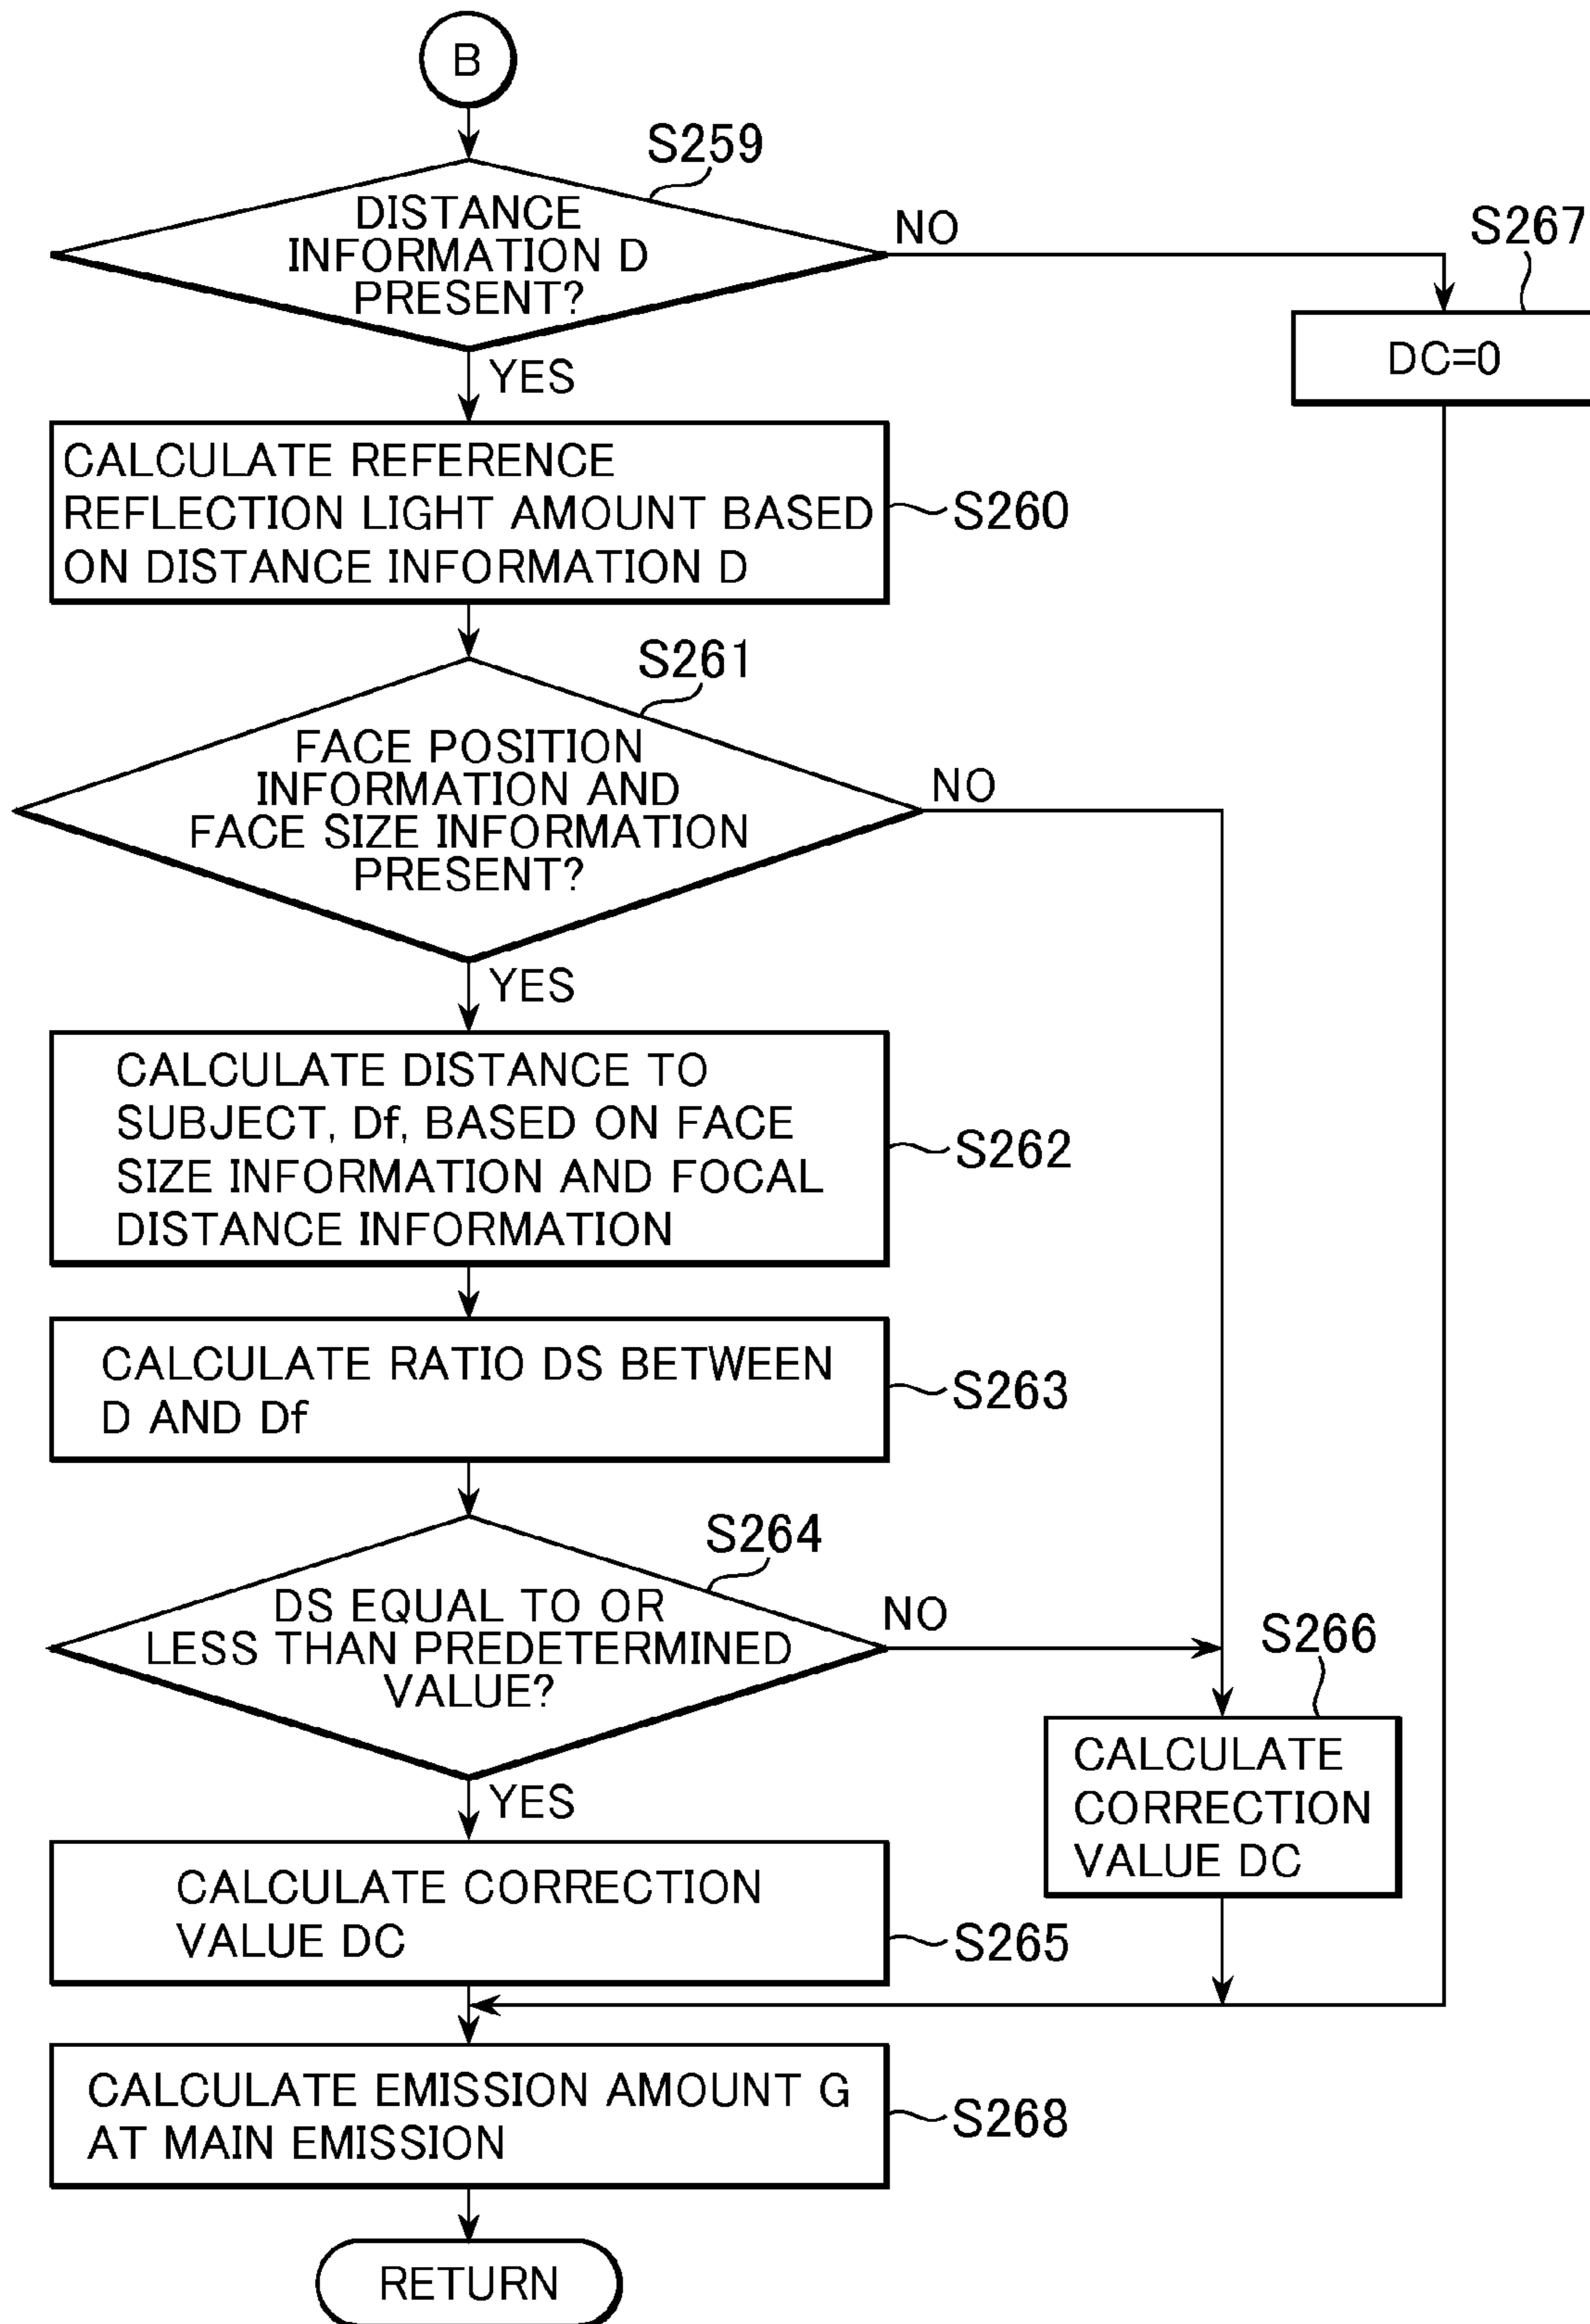 B
S259
DISTANCE
INFORMATION D
PRESENT?
NO
S267
DC=0
YES
CALCULATE REFERENCE
REFLECTION LIGHT AMOUNT BASED
ON DISTANCE INFORMATION D
S260
S261
FACE POSITION
INFORMATION AND
FACE SIZE INFORMATION
PRESENT?
NO
YES
CALCULATE DISTANCE TO
SUBJECT, Df, BASED ON FACE
SIZE INFORMATION AND FOCAL
DISTANCE INFORMATION
S262
CALCULATE RATIO DS BETWEEN
D AND Df
S263
S264
DS EQUAL TO OR
LESS THAN PREDETERMINED
VALUE?
NO
S266
CALCULATE
CORRECTION
VALUE DC
YES
CALCULATE CORRECTION
VALUE DC
S265
CALCULATE EMISSION AMOUNT G
AT MAIN EMISSION
S268
RETURN